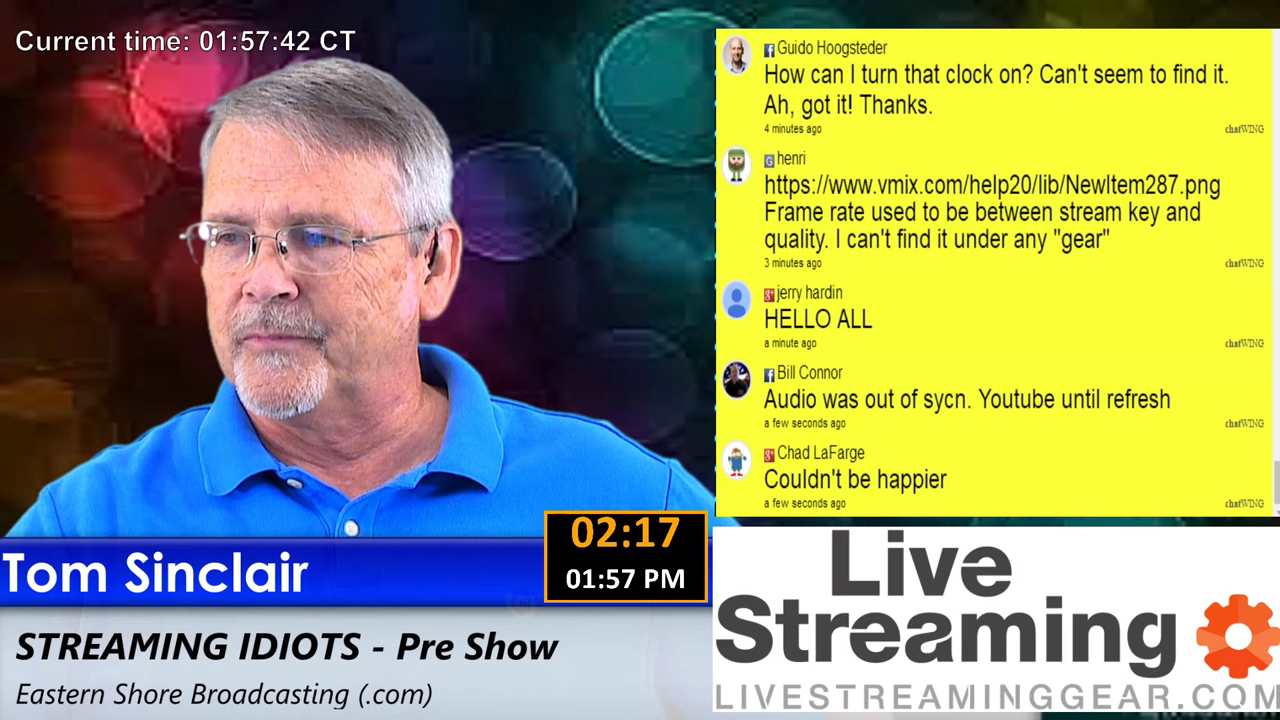 Current time: 01:57:42 CT
Guido Hoogsteder
How can I turn that clock on? Can't seem to find it.
Ah, got it! Thanks.
4 minutes ago
chatWING
henri
https://www.vmix.com/help20/lib/NewItem287.png
Frame rate used to be between stream key and
quality. I can't find it under any "gear"
3 minutes ago
chatWING
jerry hardin
HELLO ALL
a minute ago
chatWING
Bill Connor
Audio was out of sycn. Youtube until refresh
a few seconds ago
chatWING
Chad LaFarge
Couldn't be happier
a few seconds ago
chatWING
02:17
01:57 PM
Tom Sinclair
STREAMING IDIOTS - Pre Show
Eastern Shore Broadcasting (.com)
Live
Streaming
LIVESTREAMINGGEAR.COM